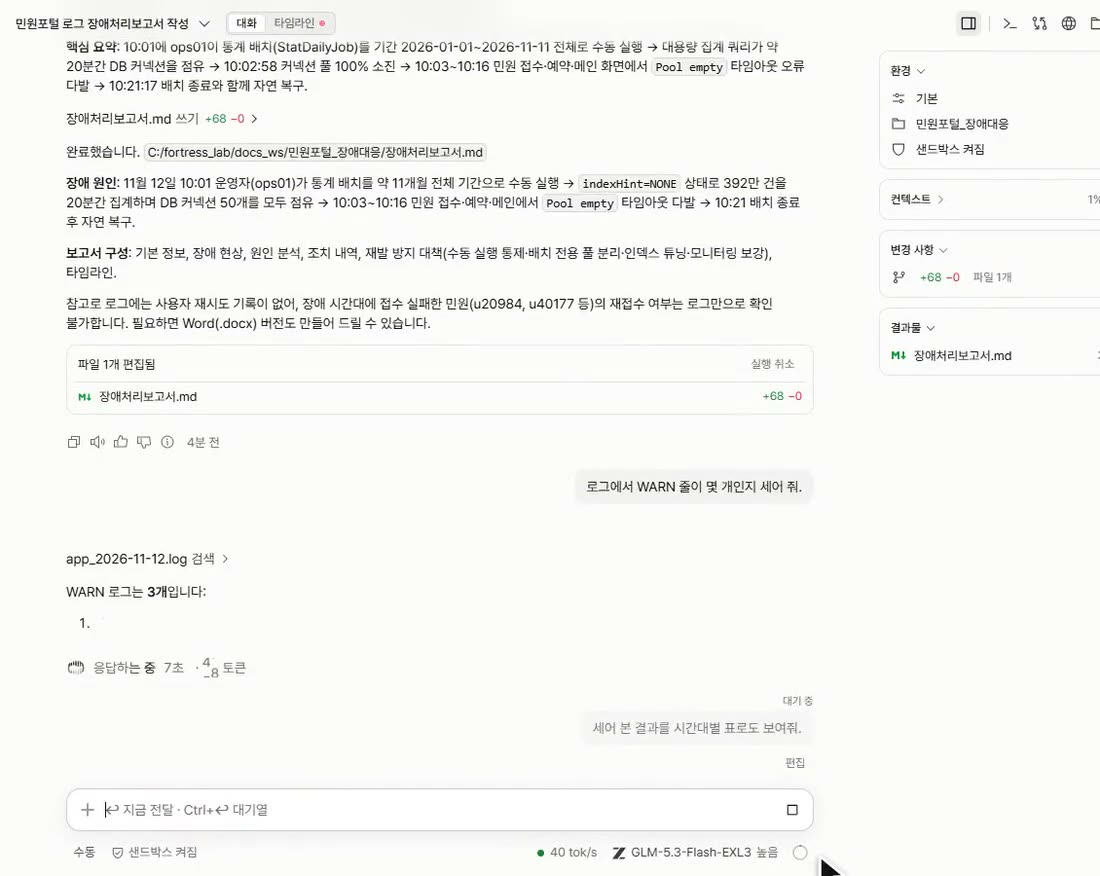 민원포털 로그 장애처리보고서 작성 대화 타임라인
핵심 요약: 10:01에 ops01이 통계 배치(StatDailyJob)를 기간 2026-01-01~2026-11-11 전체로 수동 실행 → 대용량 집계 쿼리가 약
20분간 DB 커넥션을 점유 → 10:02:58 커넥션 풀 100% 소진 → 10:03~10:16 민원 접수·예약·메인 화면에서 Pool empty 타임아웃 오류
다발 → 10:21:17 배치 종료와 함께 자연 복구.
장애처리보고서.md 쓰기 +68 −0
완료했습니다. C:/fortress_lab/docs_ws/민원포털_장애대응/장애처리보고서.md
장애 원인: 11월 12일 10:01 운영자(ops01)가 통계 배치를 약 11개월 전체 기간으로 수동 실행 → indexHint=NONE 상태로 392만 건을
20분간 집계하며 DB 커넥션 50개를 모두 점유 → 10:03~10:16 민원 접수·예약·메인에서 Pool empty 타임아웃 다발 → 10:21 배치 종료
후 자연 복구.
보고서 구성: 기본 정보, 장애 현상, 원인 분석, 조치 내역, 재발 방지 대책(수동 실행 통제·배치 전용 풀 분리·인덱스 튜닝·모니터링 보강),
타임라인.
참고로 로그에는 사용자 재시도 기록이 없어, 장애 시간대에 접수 실패한 민원(u20984, u40177 등)의 재접수 여부는 로그만으로 확인
불가합니다. 필요하면 Word(.docx) 버전도 만들어 드릴 수 있습니다.
파일 1개 편집됨 실행 취소
M↓ 장애처리보고서.md +68 −0
4분 전
로그에서 WARN 줄이 몇 개인지 세어 줘.
app_2026-11-12.log 검색
WARN 로그는 3개입니다:
1.
응답하는 중 7초 · 토큰
대기 중
세어 본 결과를 시간대별 표로도 보여줘.
편집
↩ 지금 전달 · Ctrl+↩ 대기열
수동 샌드박스 켜짐 40 tok/s GLM-5.3-Flash-EXL3 높음
환경
기본
민원포털_장애대응
샌드박스 켜짐
컨텍스트 1%
변경 사항
+68 −0 파일 1개
결과물
M↓ 장애처리보고서.md